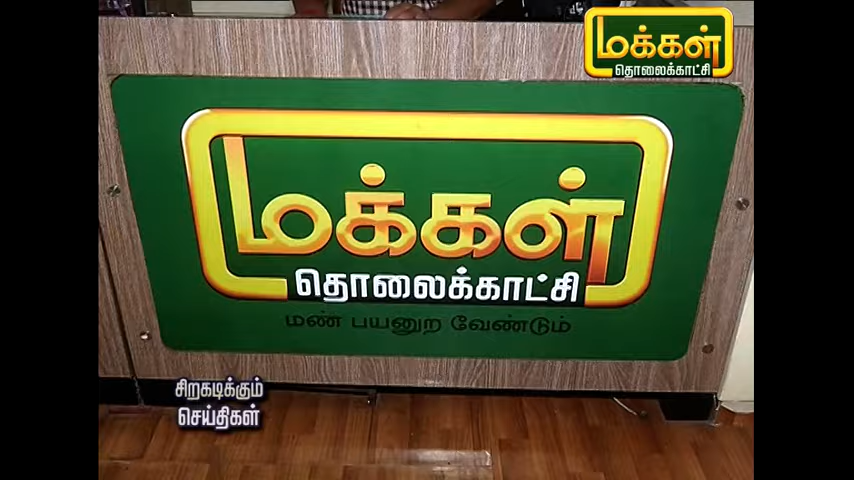 மக்கள்
தொலைக்காட்சி
மக்கள்
தொலைக்காட்சி
மண் பயனுற வேண்டும்
சிறகடிக்கும்
செய்திகள்